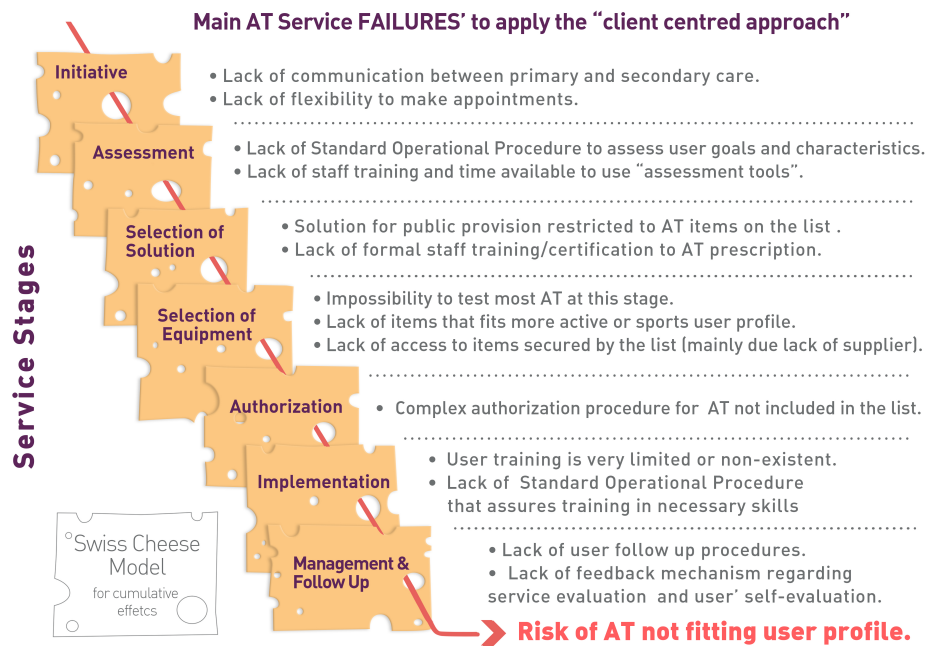 Main AT Service FAILURES’ to apply the “client centred approach”
Service Stages
Initiative
• Lack of communication between primary and secondary care.
• Lack of flexibility to make appointments.
Assessment
• Lack of Standard Operational Procedure to assess user goals and characteristics.
• Lack of staff training and time available to use “assessment tools”.
Selection of
Solution
• Solution for public provision restricted to AT items on the list .
• Lack of formal staff training/certification to AT prescription.
Selection of
Equipment
• Impossibility to test most AT at this stage.
• Lack of items that fits more active or sports user profile.
• Lack of access to items secured by the list (mainly due lack of supplier).
Authorization
• Complex authorization procedure for AT not included in the list.
Implementation
• User training is very limited or non-existent.
• Lack of Standard Operational Procedure
that assures training in necessary skills
Management &
Follow Up
• Lack of user follow up procedures.
• Lack of feedback mechanism regarding
service evaluation and user’ self-evaluation.
Swiss Cheese
Model
for cumulative
effetcs
Risk of AT not fitting user profile.